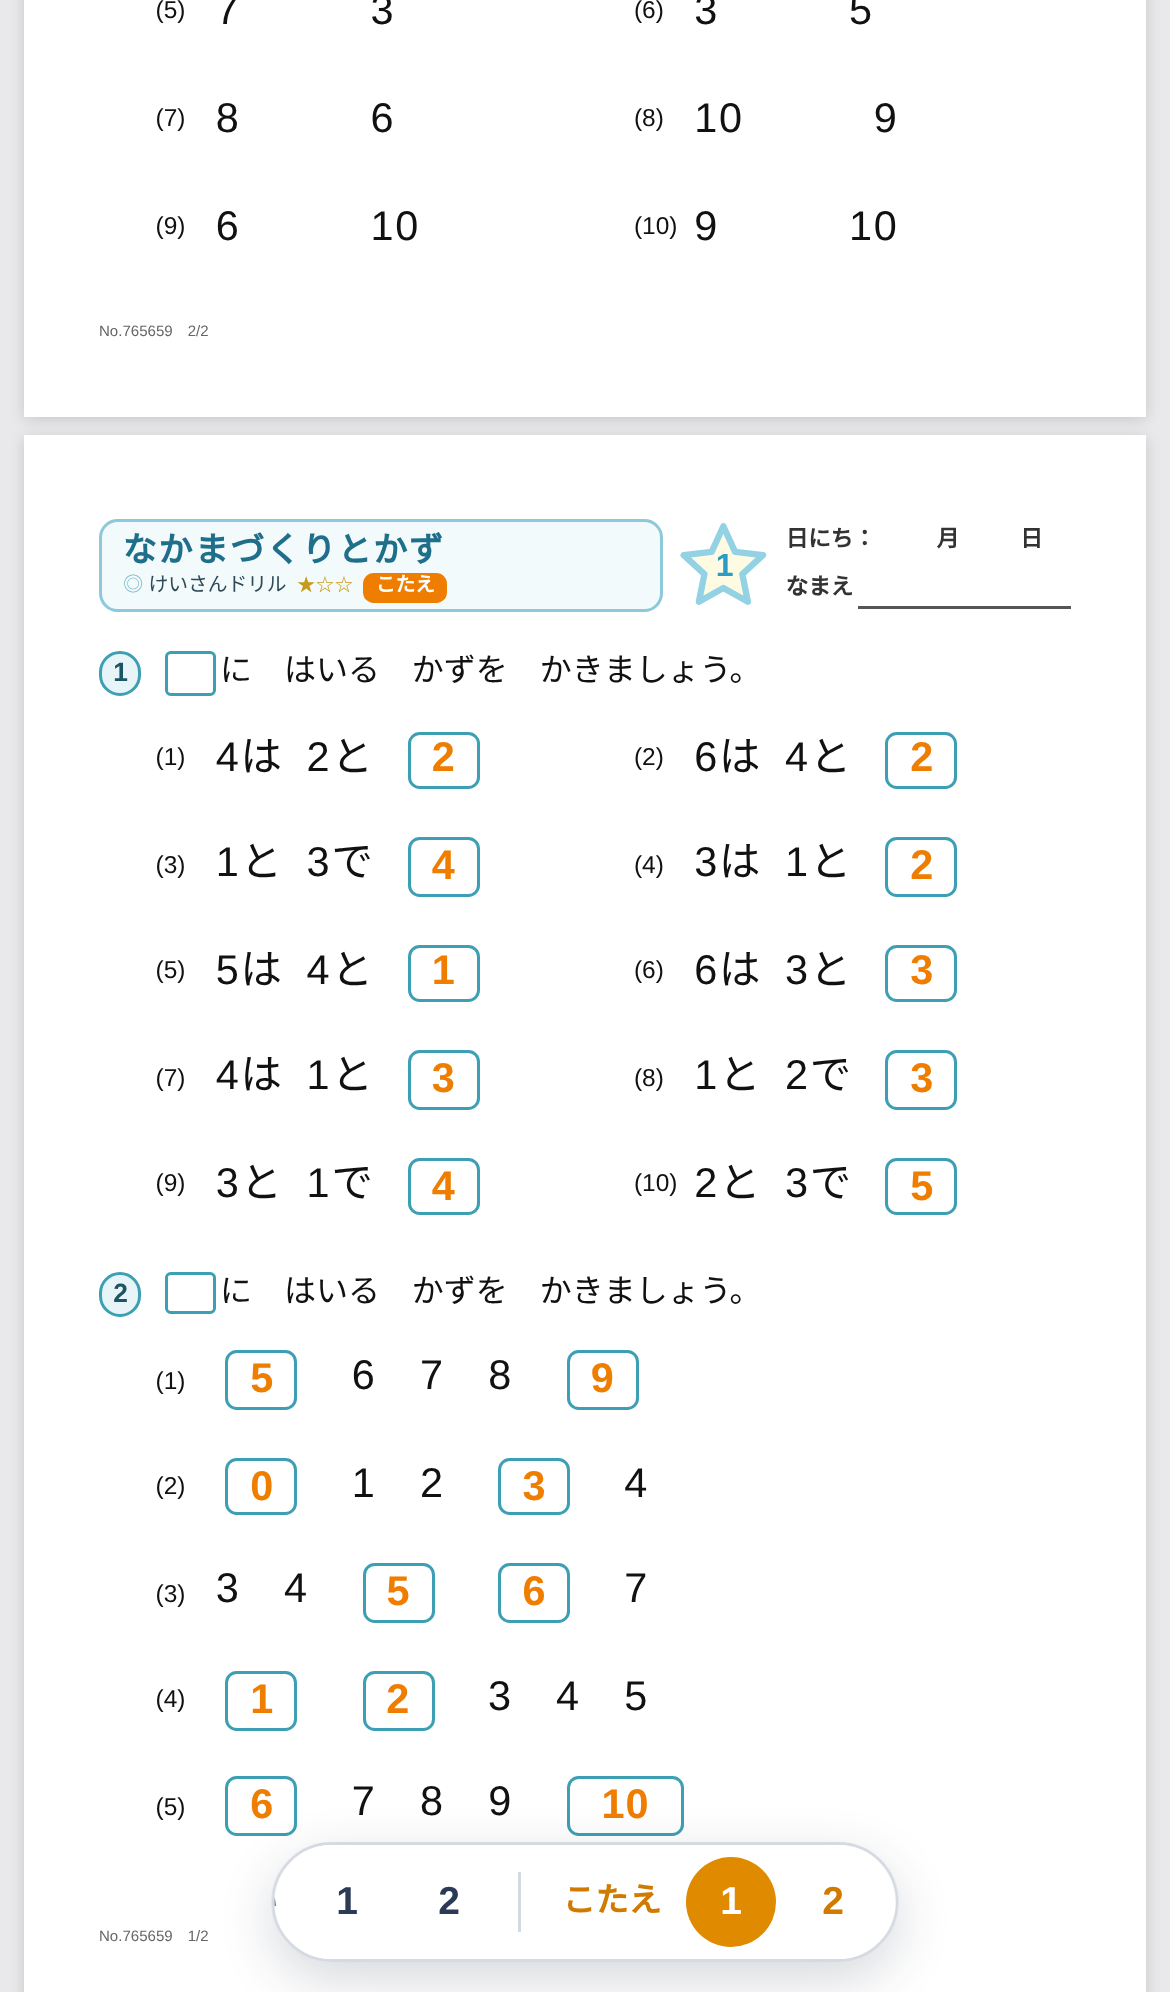 (5) 7 3 (6) 3 5
(7) 8 6 (8) 10 9
(9) 6 10 (10) 9 10
No.765659 2/2
なかまづくりとかず
◎ けいさんドリル ★☆☆ こたえ
1
日にち： 月 日
なまえ
1 に はいる かずを かきましょう。
(1) 4は 2と 2 (2) 6は 4と 2
(3) 1と 3で 4 (4) 3は 1と 2
(5) 5は 4と 1 (6) 6は 3と 3
(7) 4は 1と 3 (8) 1と 2で 3
(9) 3と 1で 4 (10) 2と 3で 5
2 に はいる かずを かきましょう。
(1) 5 6 7 8 9
(2) 0 1 2 3 4
(3) 3 4 5 6 7
(4) 1 2 3 4 5
(5) 6 7 8 9 10
1 2 こたえ 1 2
No.765659 1/2